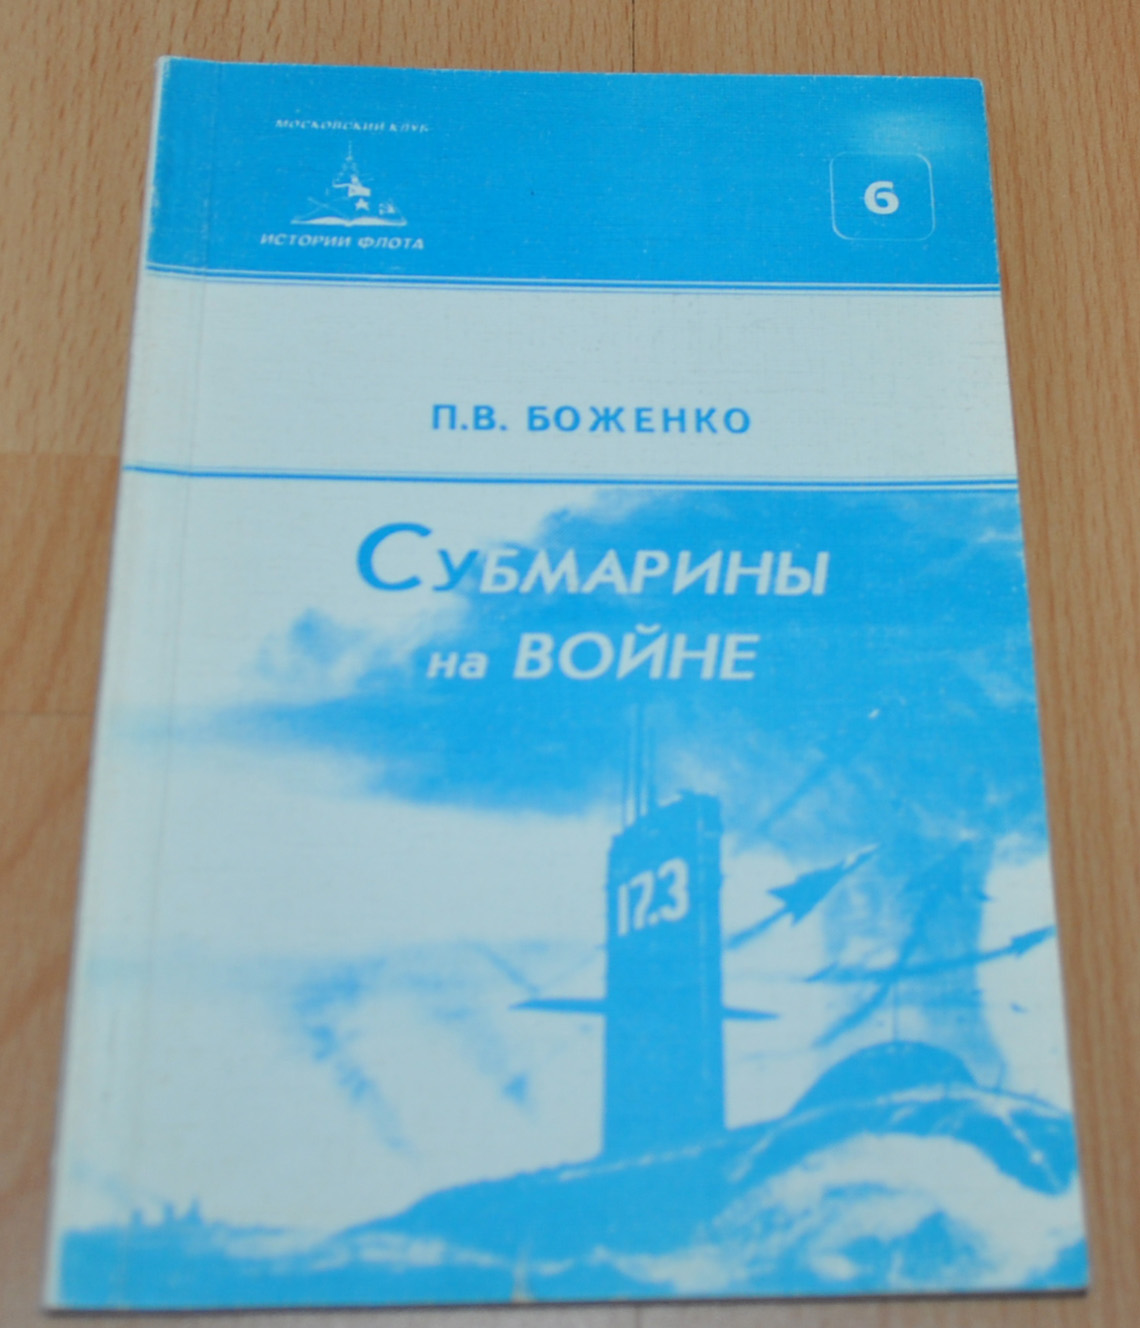 МОСКОВСКИЙ КЛУБ
ИСТОРИИ ФЛОТА
6
П.В. БОЖЕНКО
СУБМАРИНЫ
на ВОЙНЕ
173